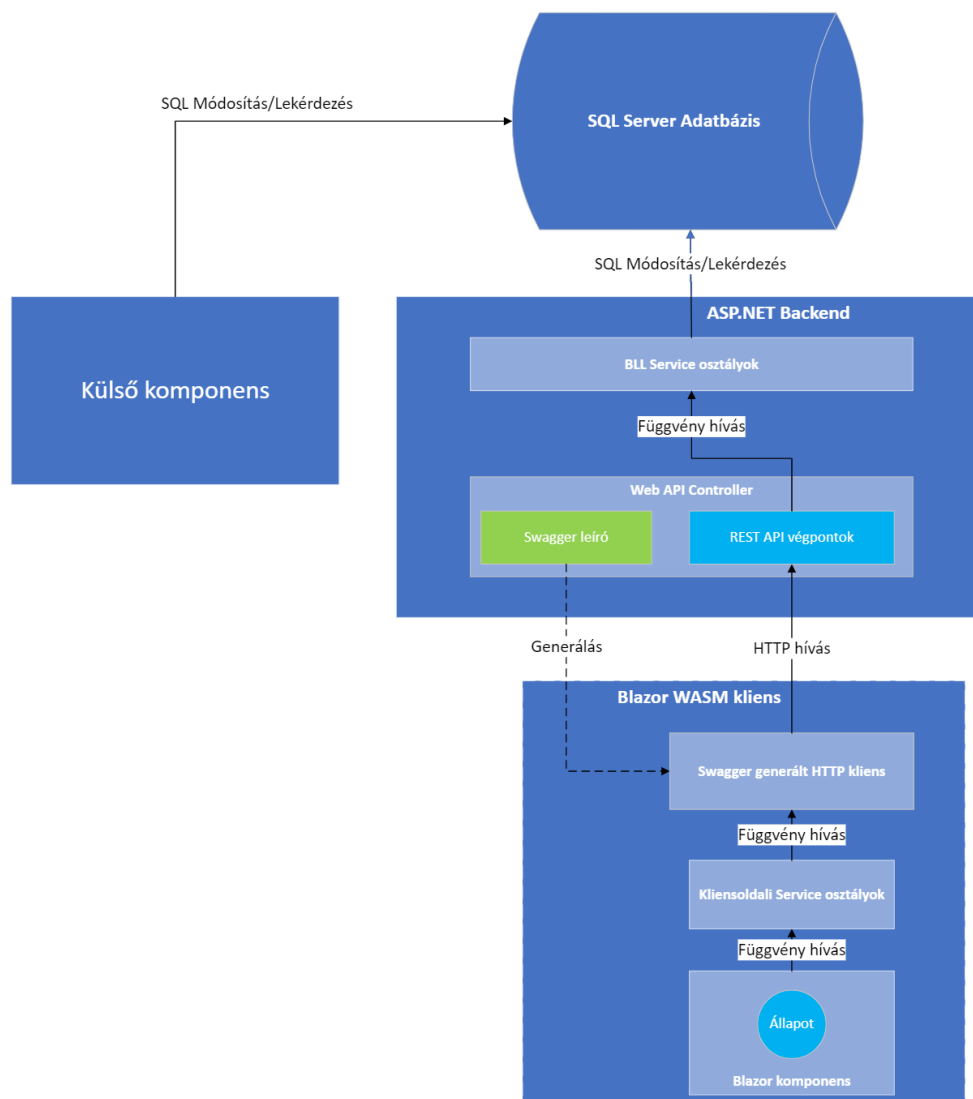 SQL Módosítás/Lekérdezés
SQL Server Adatbázis
SQL Módosítás/Lekérdezés
Külső komponens
ASP.NET Backend
BLL Service osztályok
Függvény hívás
Web API Controller
Swagger leíró
REST API végpontok
Generálás
HTTP hívás
Blazor WASM kliens
Swagger generált HTTP kliens
Függvény hívás
Kliensoldali Service osztályok
Függvény hívás
Állapot
Blazor komponens